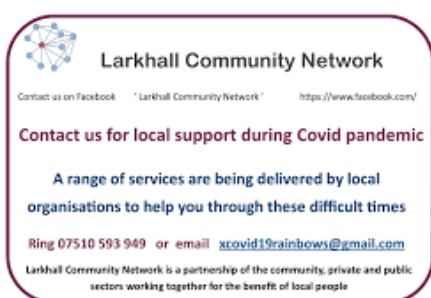 Larkhall Community Network
Contact us on Facebook ' Larkhall Community Network ' https://www.facebook.com/
Contact us for local support during Covid pandemic
A range of services are being delivered by local
organisations to help you through these difficult times
Ring 07510 593 949 or email xcovid19rainbows@gmail.com
Larkhall Community Network is a partnership of the community, private and public
sectors working together for the benefit of local people